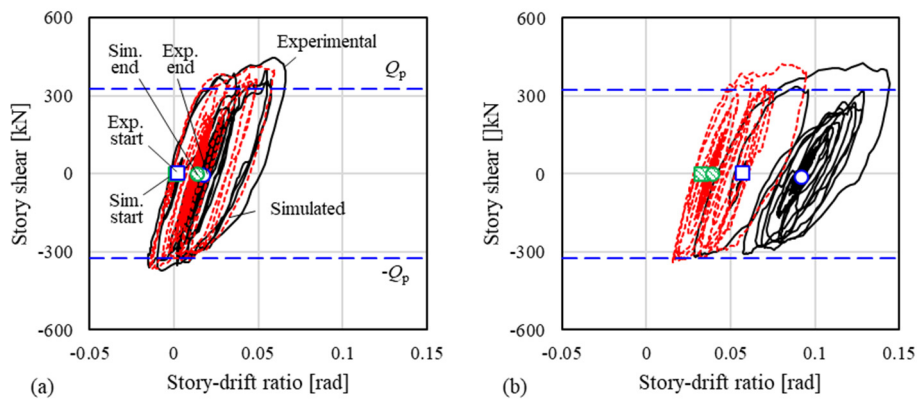 600
300
0
-300
-600
Story shear [kN]
Sim.
end
Exp.
end
Experimental
Qp
Exp.
start
Sim.
start
Simulated
-Qp
-0.05
0
0.05
0.1
0.15
(a)
Story-drift ratio [rad]
600
300
0
-300
-600
Story shear []kN]
-0.05
0
0.05
0.1
0.15
(b)
Story-drift ratio [rad]